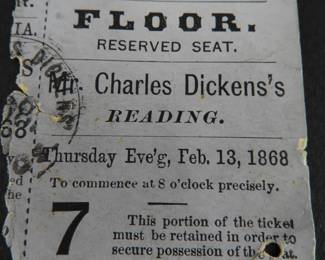 FLOOR.
RESERVED SEAT.
Mr. Charles Dickens's
READING.
Thursday Eve'g, Feb. 13, 1868
To commence at 8 o'clock precisely.
7
This portion of the ticket
must be retained in order to
secure possession of the